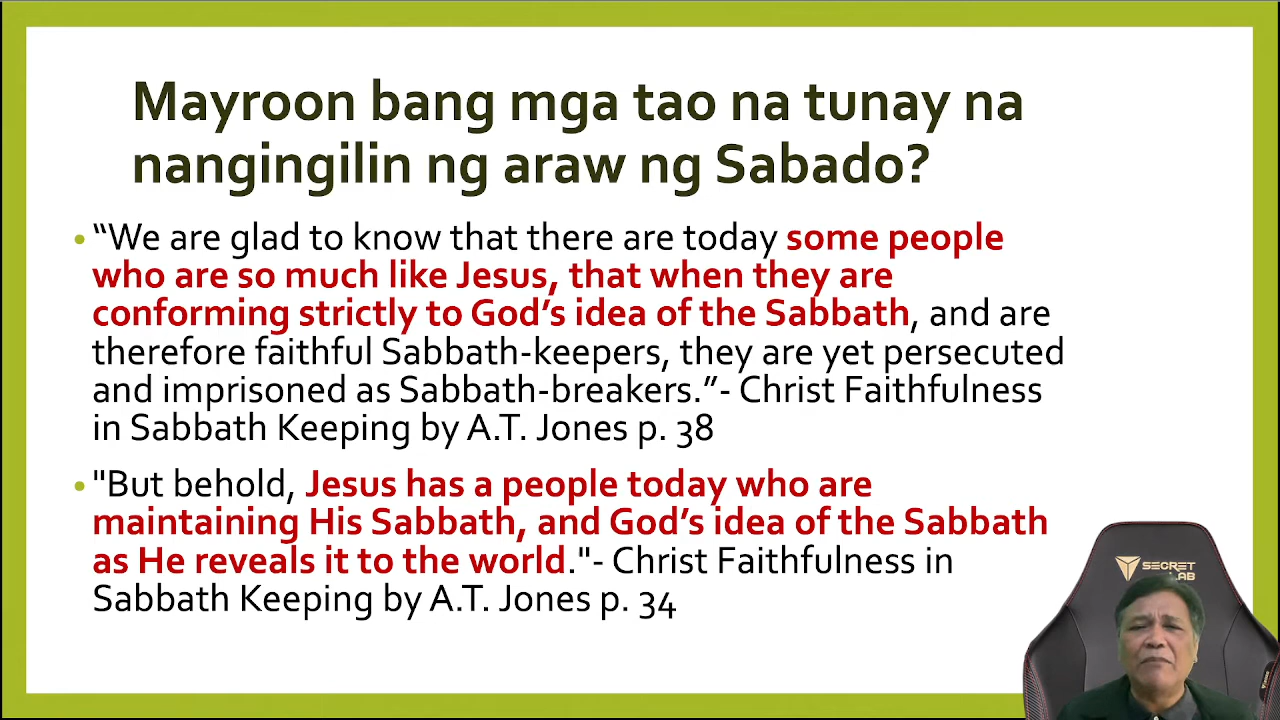 Mayroon bang mga tao na tunay na
nangingilin ng araw ng Sabado?
• “We are glad to know that there are today some people
who are so much like Jesus, that when they are
conforming strictly to God’s idea of the Sabbath, and are
therefore faithful Sabbath-keepers, they are yet persecuted
and imprisoned as Sabbath-breakers.”- Christ Faithfulness
in Sabbath Keeping by A.T. Jones p. 38
• "But behold, Jesus has a people today who are
maintaining His Sabbath, and God’s idea of the Sabbath
as He reveals it to the world."- Christ Faithfulness in
Sabbath Keeping by A.T. Jones p. 34
SECRET
LAB